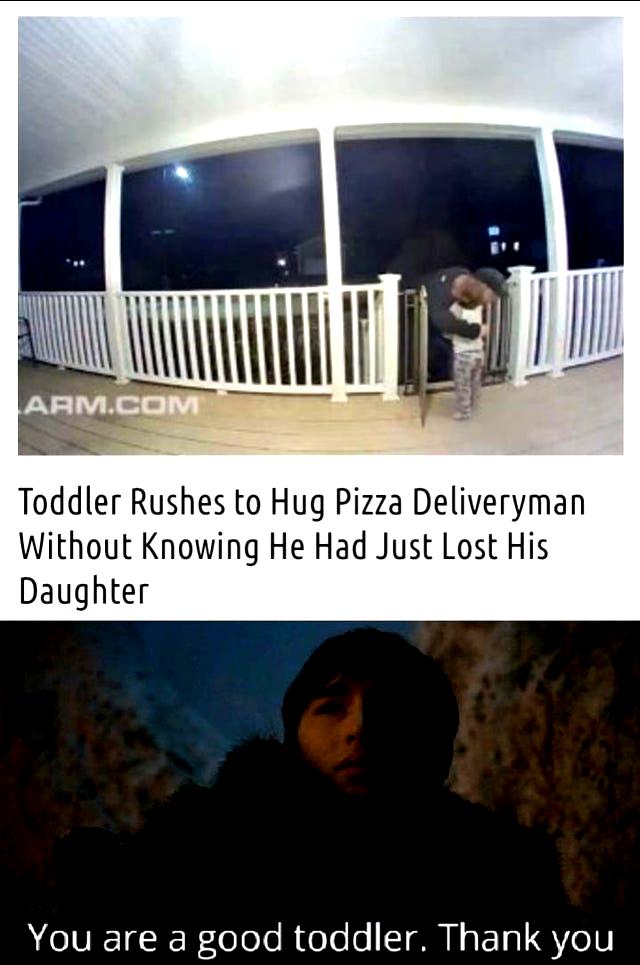 ARM.COM
Toddler Rushes to Hug Pizza Deliveryman
Without Knowing He Had Just Lost His
Daughter
You are a good toddler. Thank you